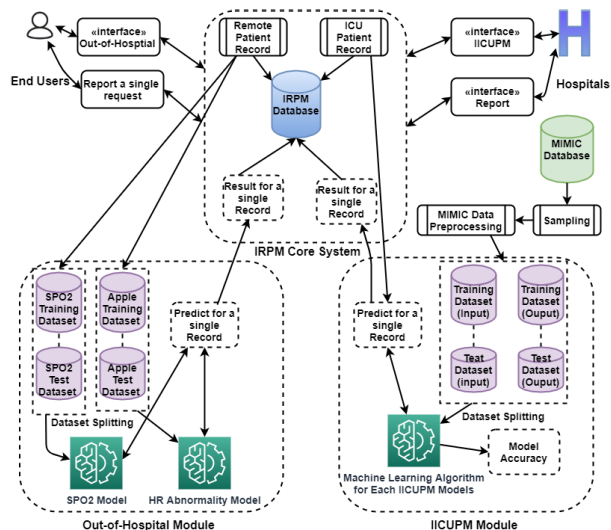 Remote
Patient
Record
ICU
Patient
Record
«interface»
Out-of-Hosptial
«interface»
IICUPM
End Users
Hospitals
Report a single
request
IRPM
Database
«interface»
Report
MIMIC
Database
Result for a
single
Record
Result for a
single
Record
MIMIC Data
Preprocessing
Sampling
IRPM Core System
SPO2
Training
Dataset
Apple
Training
Dataset
Predict for a
single
Record
Predict for a
single
Record
Training
Dataset
(Input)
Training
Dataset
(Ouput)
SPO2
Test
Dataset
Apple
Test
Dataset
Teat
Dataset
(input)
Test
Dataset
(Ouput)
Dataset Splitting
Dataset Splitting
Model
Accuracy
SPO2 Model
HR Abnormality Model
Machine Learning Algorithm
for Each IICUPM Models
Out-of-Hospital Module
IICUPM Module